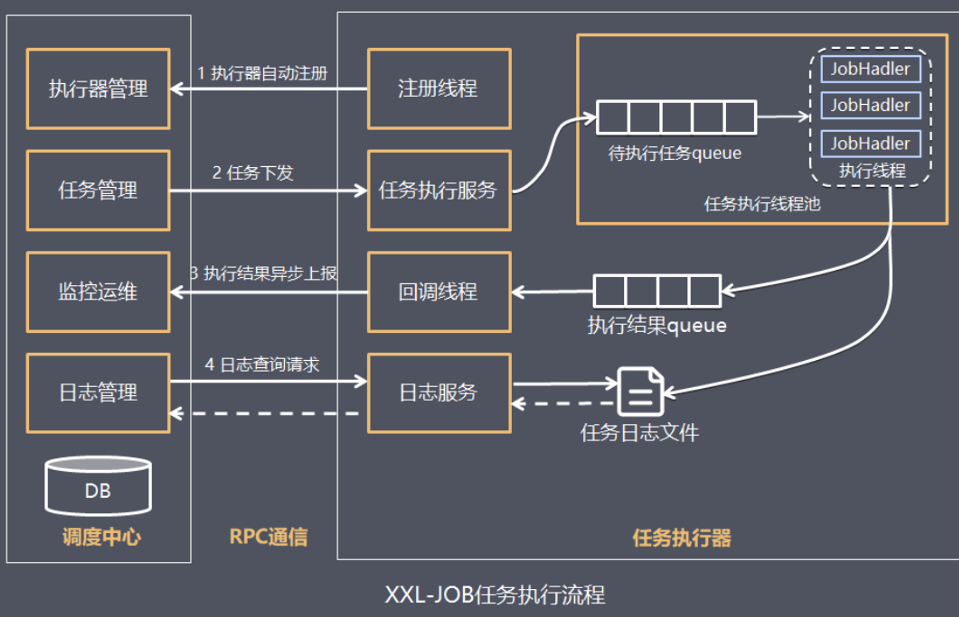 执行器管理
1 执行器自动注册
注册线程
JobHadler
JobHadler
JobHadler
执行线程
待执行任务queue
任务执行线程池
任务管理
2 任务下发
任务执行服务
监控运维
3 执行结果异步上报
回调线程
执行结果queue
日志管理
4 日志查询请求
日志服务
任务日志文件
DB
调度中心
RPC通信
任务执行器
XXL-JOB任务执行流程